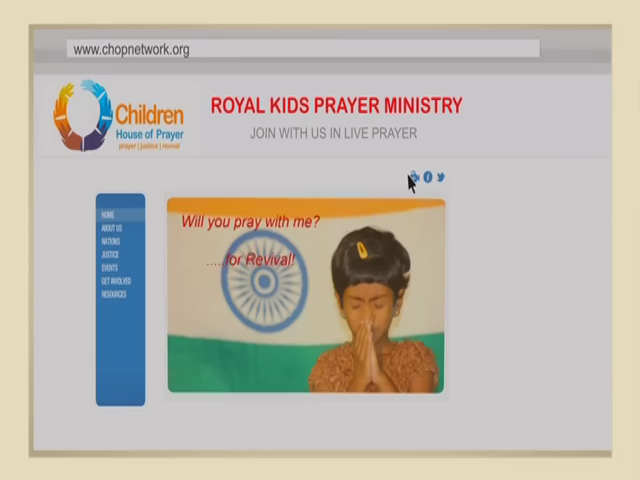 www.chopnetwork.org
Children
House of Prayer
prayer | justice | revival
ROYAL KIDS PRAYER MINISTRY
JOIN WITH US IN LIVE PRAYER
HOME
ABOUT US
NATIONS
JUSTICE
EVENTS
GET INVOLVED
RESOURCES
Will you pray with me?
.....for Revival!